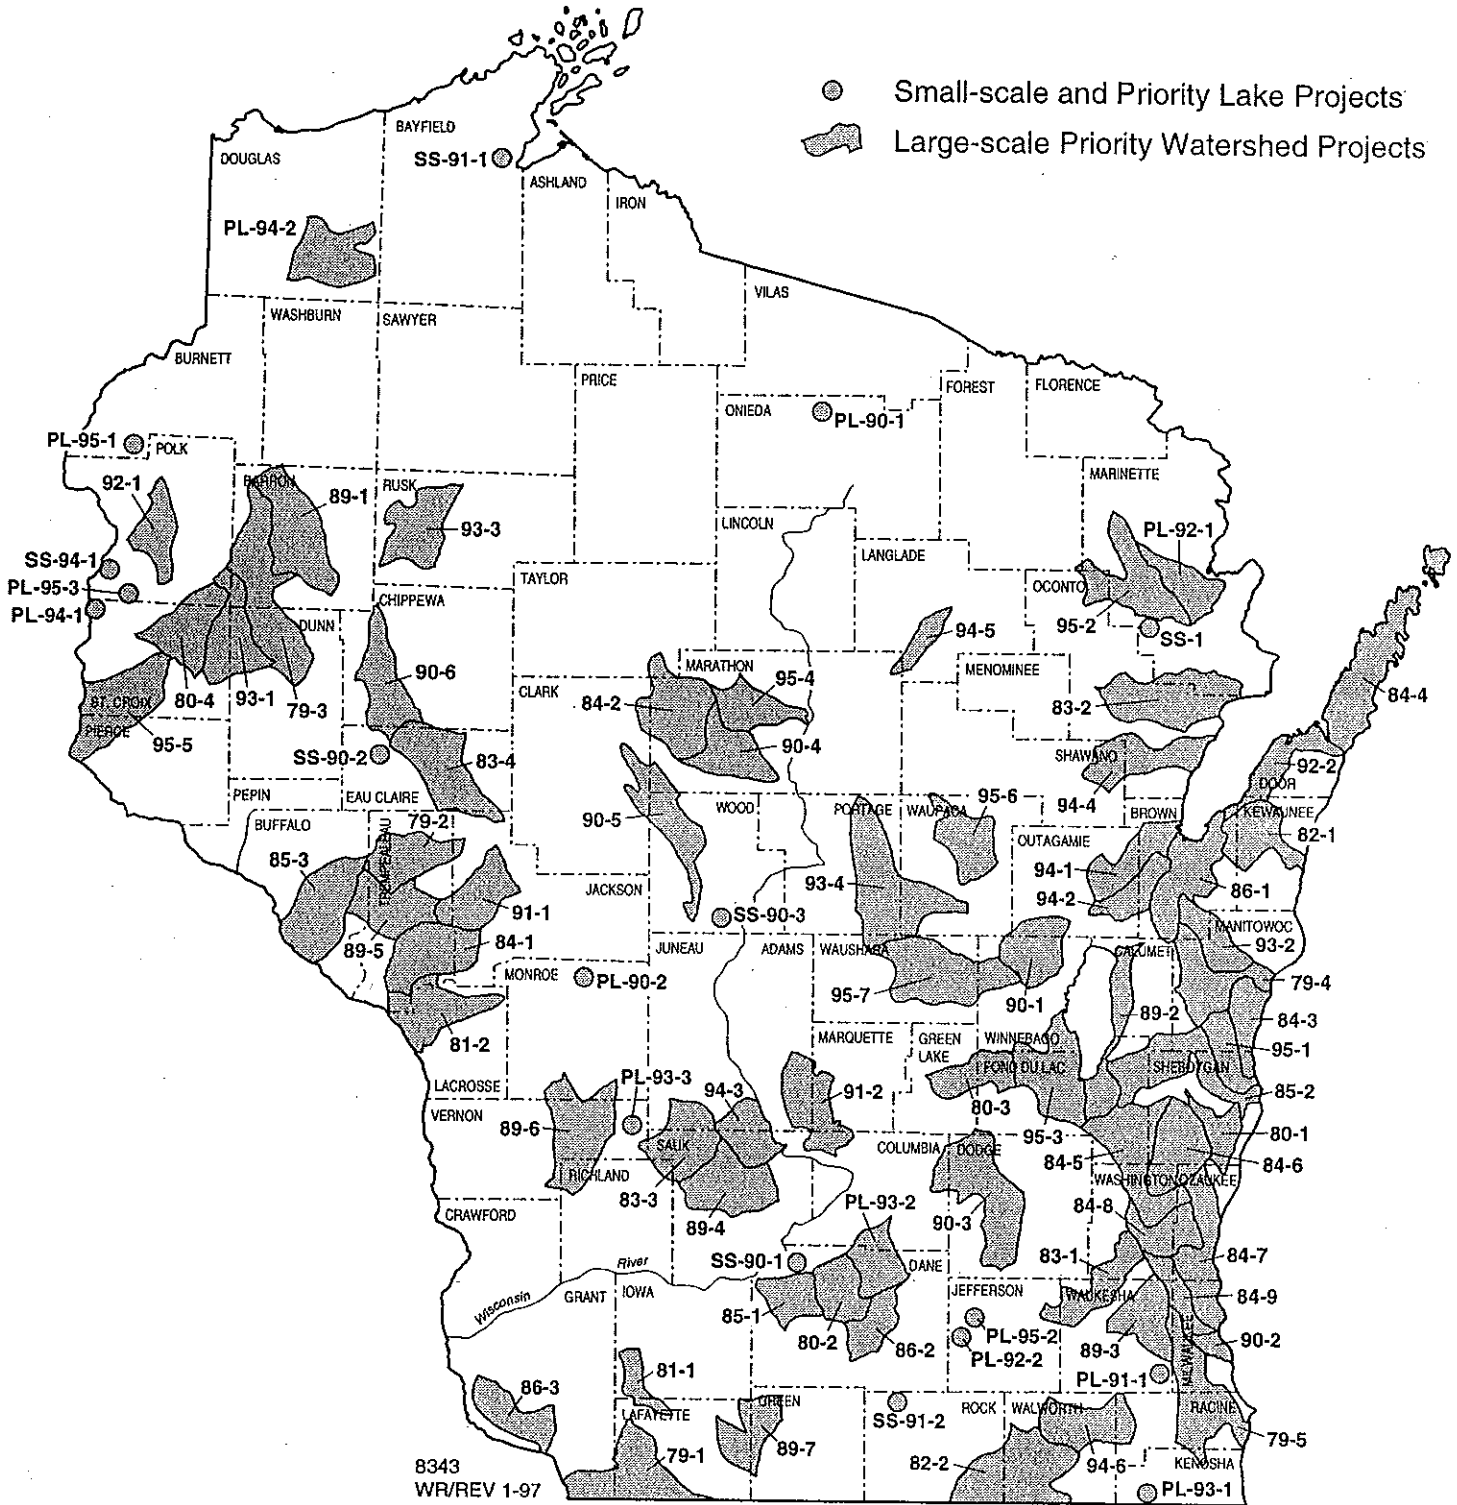 Small-scale and Priority Lake Projects
Large-scale Priority Watershed Projects
BAYFIELD
DOUGLAS
SS-91-1
ASHLAND
IRON
PL-94-2
VILAS
WASHBURN
SAWYER
BURNETT
PRICE
FOREST
FLORENCE
ONIEDA
PL-90-1
PL-95-1
POLK
MARINETTE
92-1
BARRON
89-1
RUSK
93-3
LINCOLN
PL-92-1
SS-94-1
LANGLADE
PL-95-3
TAYLOR
OCONTO
PL-94-1
CHIPPEWA
DUNN
94-5
95-2
SS-1
90-6
MARATHON
95-4
MENOMINEE
ST. CROIX
80-4
93-1
79-3
CLARK
84-2
83-2
84-4
PIERCE
95-5
90-4
SS-90-2
83-4
SHAWANO
92-2
DOOR
PEPIN
EAU CLAIRE
WOOD
PORTAGE
WAUPACA
95-6
94-4
BROWN
KEWAUNEE
BUFFALO
TREMPEALEAU
79-2
90-5
82-1
OUTAGAMIE
85-3
94-1
JACKSON
93-4
86-1
94-2
91-1
SS-90-3
MANITOWOC
89-5
84-1
JUNEAU
ADAMS
WAUSHARA
CALUMET
93-2
MONROE
PL-90-2
79-4
95-7
90-1
89-2
84-3
81-2
MARQUETTE
GREEN
LAKE
WINNEBAGO
95-1
FOND DU LAC
SHEBOYGAN
LACROSSE
PL-93-3
94-3
91-2
85-2
VERNON
80-3
89-6
95-3
80-1
SAUK
COLUMBIA
DODGE
84-5
84-6
RICHLAND
WASHINGTON
OZAUKEE
83-3
PL-93-2
84-8
CRAWFORD
89-4
90-3
83-1
84-7
River
SS-90-1
DANE
Wisconsin
GRANT
IOWA
JEFFERSON
WAUKESHA
84-9
85-1
80-2
86-2
PL-95-2
MILWAUKEE
90-2
PL-92-2
89-3
81-1
PL-91-1
86-3
GREEN
LAFAYETTE
SS-91-2
ROCK
WALWORTH
RACINE
89-7
79-5
79-1
82-2
94-6
KENOSHA
8343
WR/REV 1-97
PL-93-1